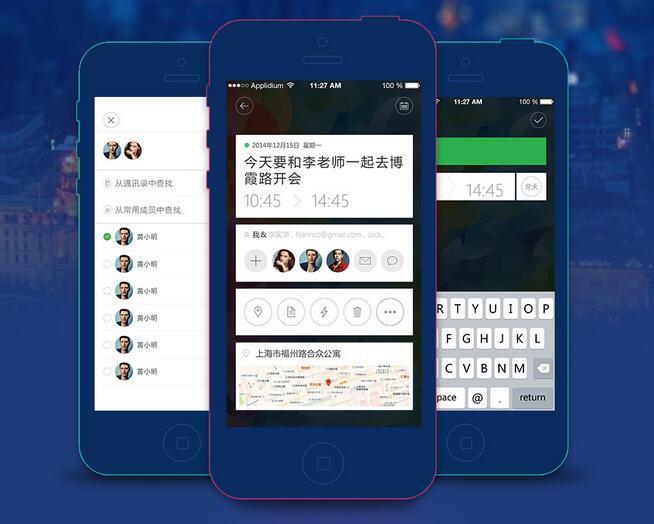 从通讯录中查找
从常用成员中查找
黄小明
黄小明
黄小明
黄小明
黄小明
黄小明
Applidium
11:27 AM
100 %
2014年12月15日 星期一
今天要和李老师一起去博
霞路开会
10:45
14:45
我& 李宾华 , Nanncc@gmail.com , Jack...
上海市福州路合众公寓
11:27 AM
100 %
14:45
全天
R T Y U I O P
F G H J K L
C V B N M
pace @ . return